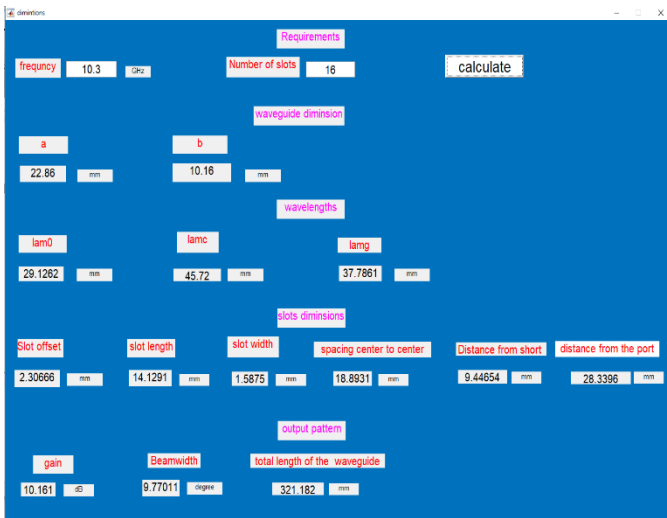 dimintions
Requirements
frequncy 10.3 GHz Number of slots 16 calculate
waveguide diminsion
a b
22.86 mm 10.16 mm
wavelengths
lam0 lamc lamg
29.1262 mm 45.72 mm 37.7861 mm
slots diminsions
Slot offset slot length slot width spacing center to center Distance from short distance from the port
2.30666 mm 14.1291 mm 1.5875 mm 18.8931 mm 9.44654 mm 28.3396 mm
output pattern
gain Beamwidth total length of the waveguide
10.161 dB 9.77011 degree 321.182 mm